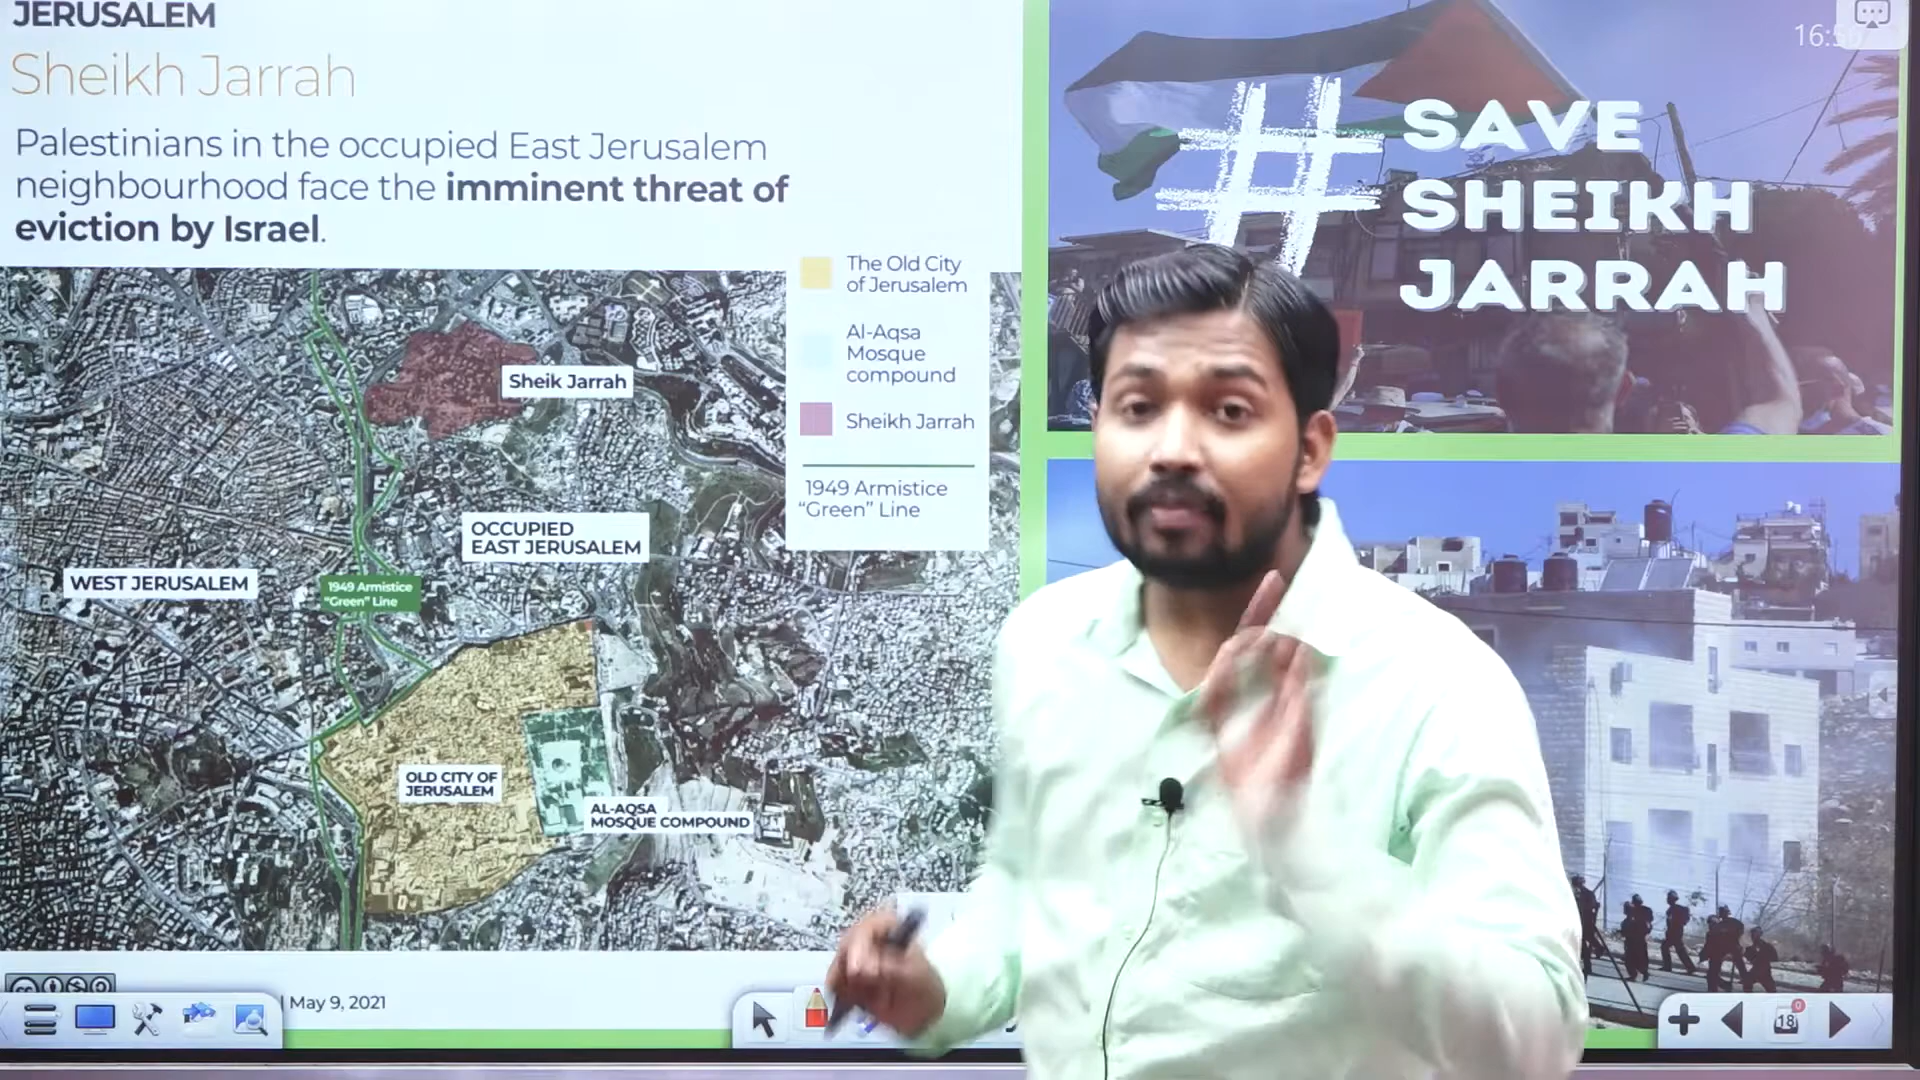 JERUSALEM
Sheikh Jarrah
Palestinians in the occupied East Jerusalem
neighbourhood face the imminent threat of
eviction by Israel.
The Old City
of Jerusalem
Al-Aqsa
Mosque
compound
Sheikh Jarrah
1949 Armistice
“Green” Line
Sheik Jarrah
OCCUPIED
EAST JERUSALEM
WEST JERUSALEM
1949 Armistice
“Green” Line
OLD CITY OF
JERUSALEM
AL-AQSA
MOSQUE COMPOUND
| May 9, 2021
#SAVE
SHEIKH
JARRAH
18
0